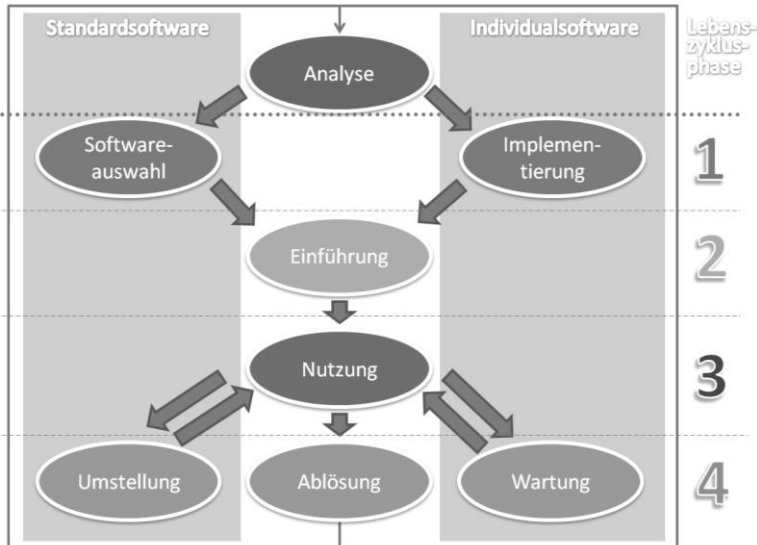 Standardsoftware
Individualsoftware
Lebens-
zyklus-
phase
Analyse
Software-
auswahl
Implemen-
tierung
1
Einführung
2
Nutzung
3
Umstellung
Ablösung
Wartung
4